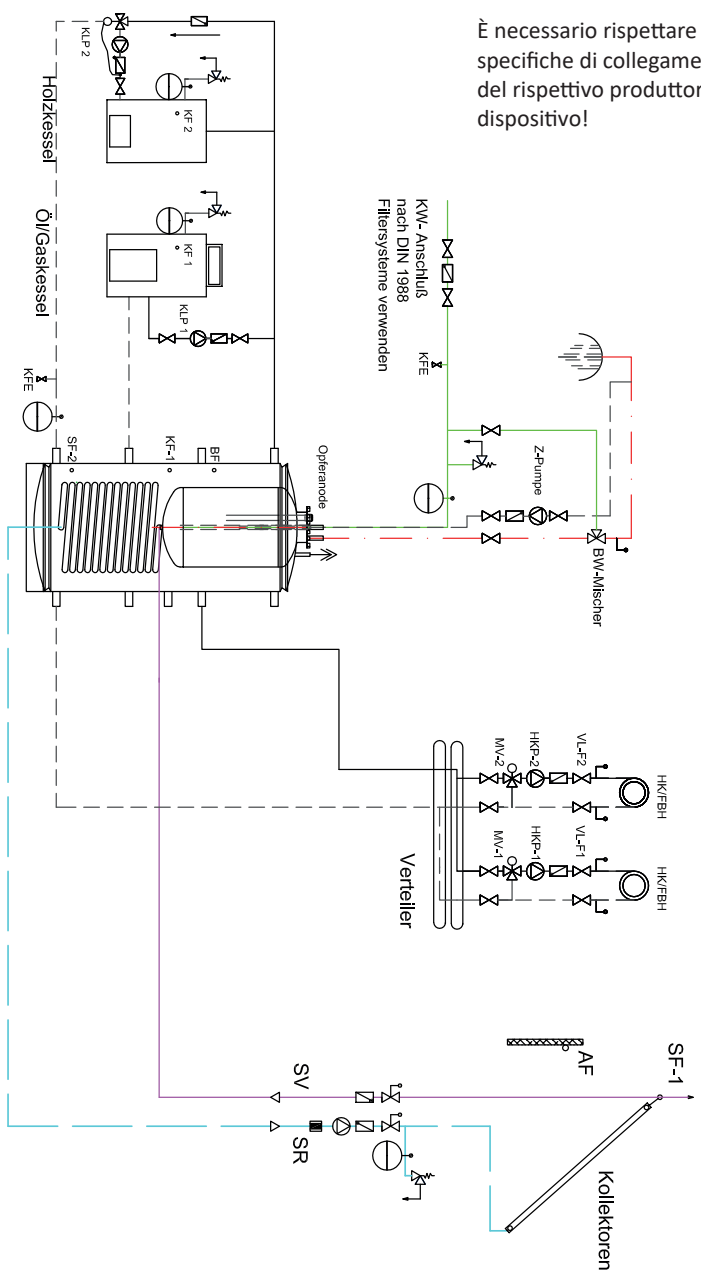 È necessario rispettare
specifiche di collegame
del rispettivo produttor
dispositivo!
KLP 2
Holzkessel
KF 2
Öl/Gaskessel
KF 1
KLP 1
KFE
SF-2
KF-1
BF
Opferanode
KW- Anschluß
nach DIN 1988
Filtersysteme verwenden
KFE
Z-Pumpe
BW-Mischer
MV-2
HKP-2
VL-F2
HK/FBH
MV-1
HKP-1
VL-F1
HK/FBH
Verteiler
SV
SR
AF
SF-1
Kollektoren